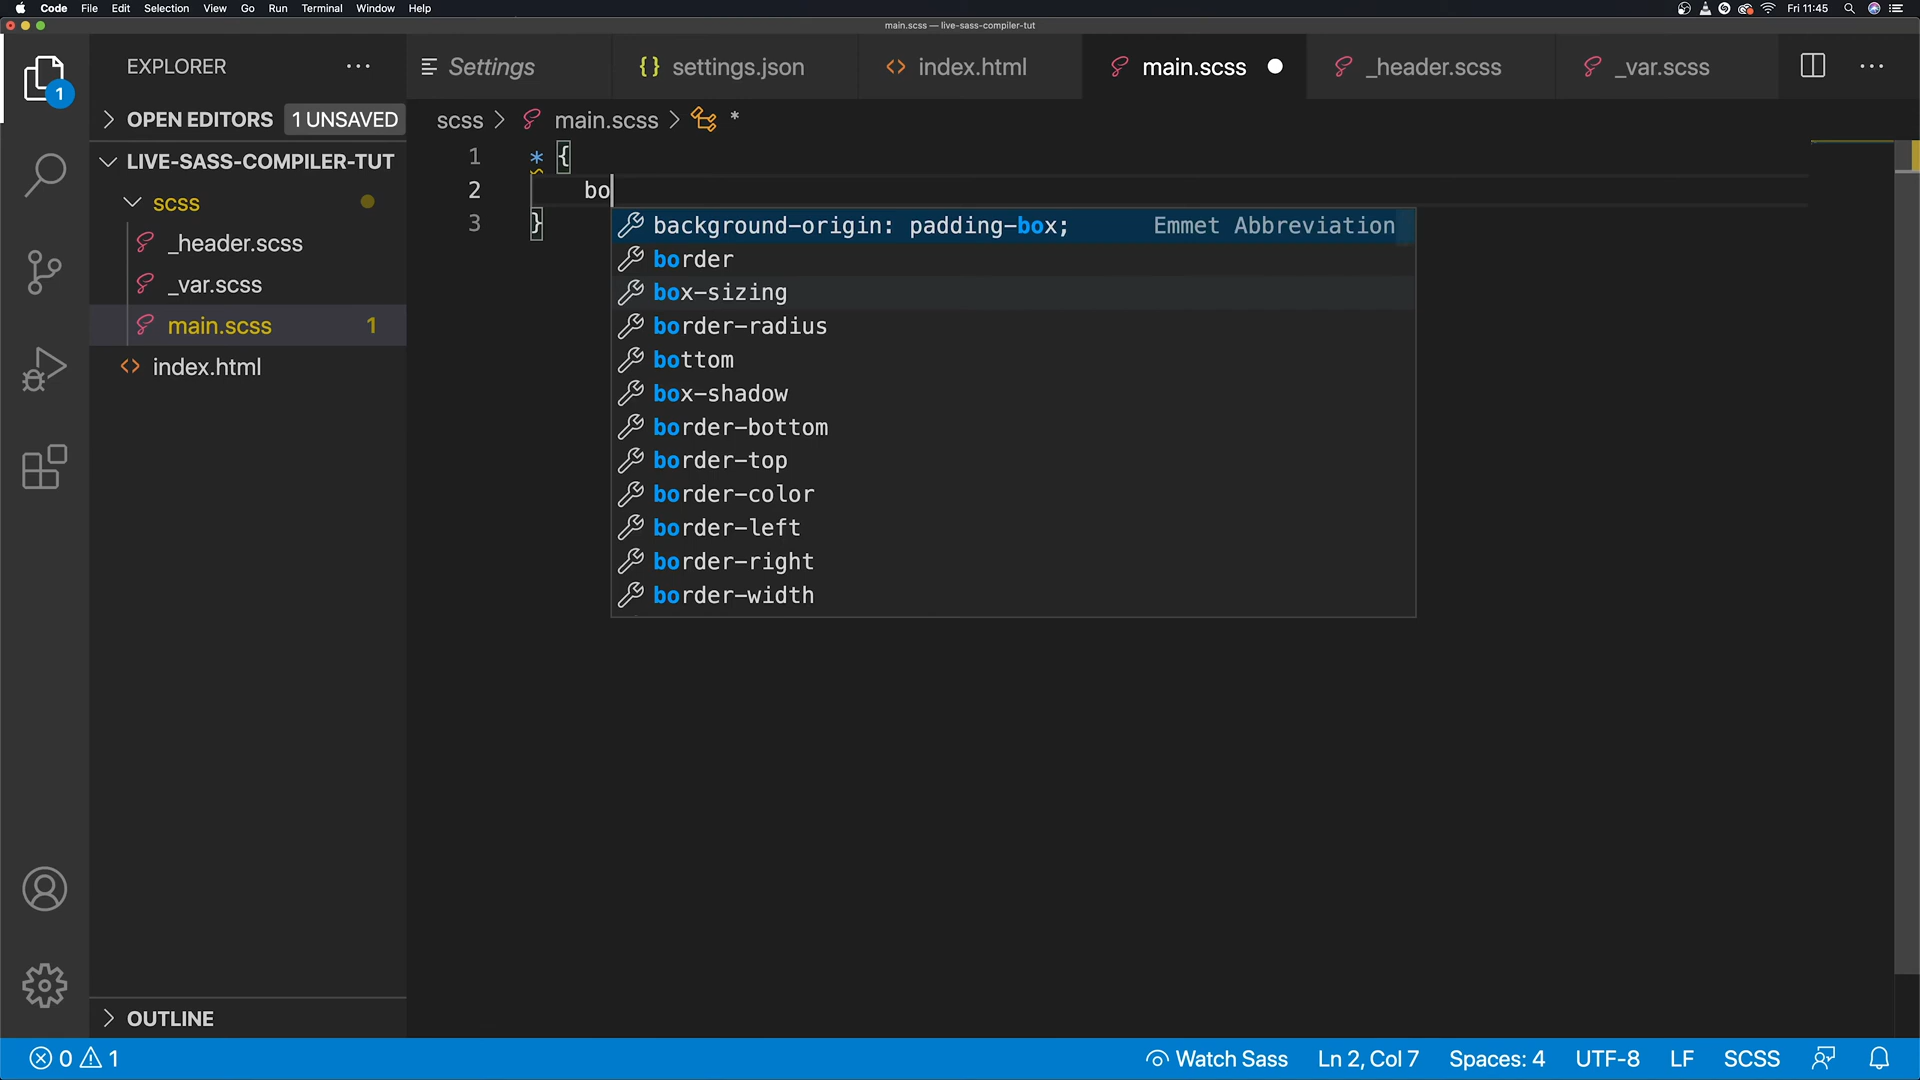 Code File Edit Selection View Go Run Terminal Window Help Fri 11:45
main.scss — live-sass-compiler-tut
EXPLORER
Settings settings.json index.html main.scss _header.scss _var.scss
1
OPEN EDITORS 1 UNSAVED
scss > main.scss > *
LIVE-SASS-COMPILER-TUT
scss
_header.scss
_var.scss
main.scss 1
index.html
1 * {
2 bo
3 }
background-origin: padding-box; Emmet Abbreviation
border
box-sizing
border-radius
bottom
box-shadow
border-bottom
border-top
border-color
border-left
border-right
border-width
OUTLINE
0 1 Watch Sass Ln 2, Col 7 Spaces: 4 UTF-8 LF SCSS